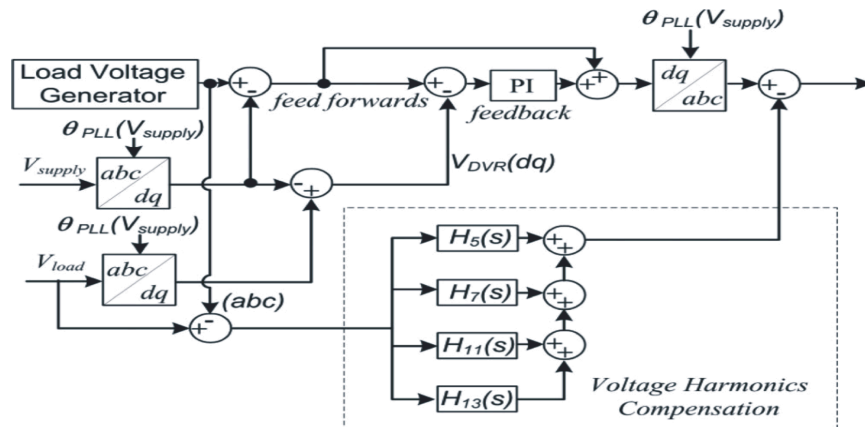 θ PLL(Vsupply)
Load Voltage
Generator
+
-
feed forwards
+
-
PI
feedback
+
+
dq
abc
+
-
θ PLL(Vsupply)
Vsupply
abc
dq
-
+
VDVR(dq)
θ PLL(Vsupply)
Vload
abc
dq
(abc)
+
-
H5(s)
+
+
H7(s)
+
+
H11(s)
+
+
H13(s)
Voltage Harmonics
Compensation